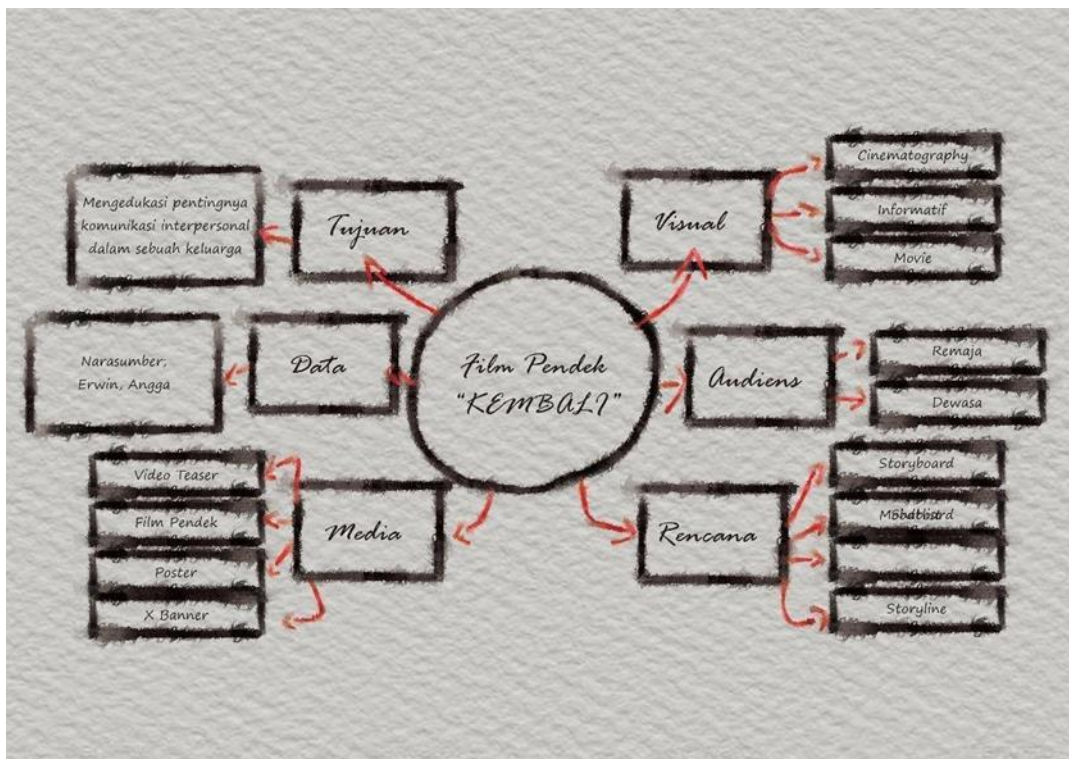 Film Pendek
"KEMBALI"
Tujuan
Mengedukasi pentingnya
komunikasi interpersonal
dalam sebuah keluarga
Data
Narasumber;
Erwin, Angga
Media
Video Teaser
Film Pendek
Poster
X Banner
Visual
Cinematography
Informatif
Movie
Audiens
Remaja
Dewasa
Rencana
Storyboard
Storyline